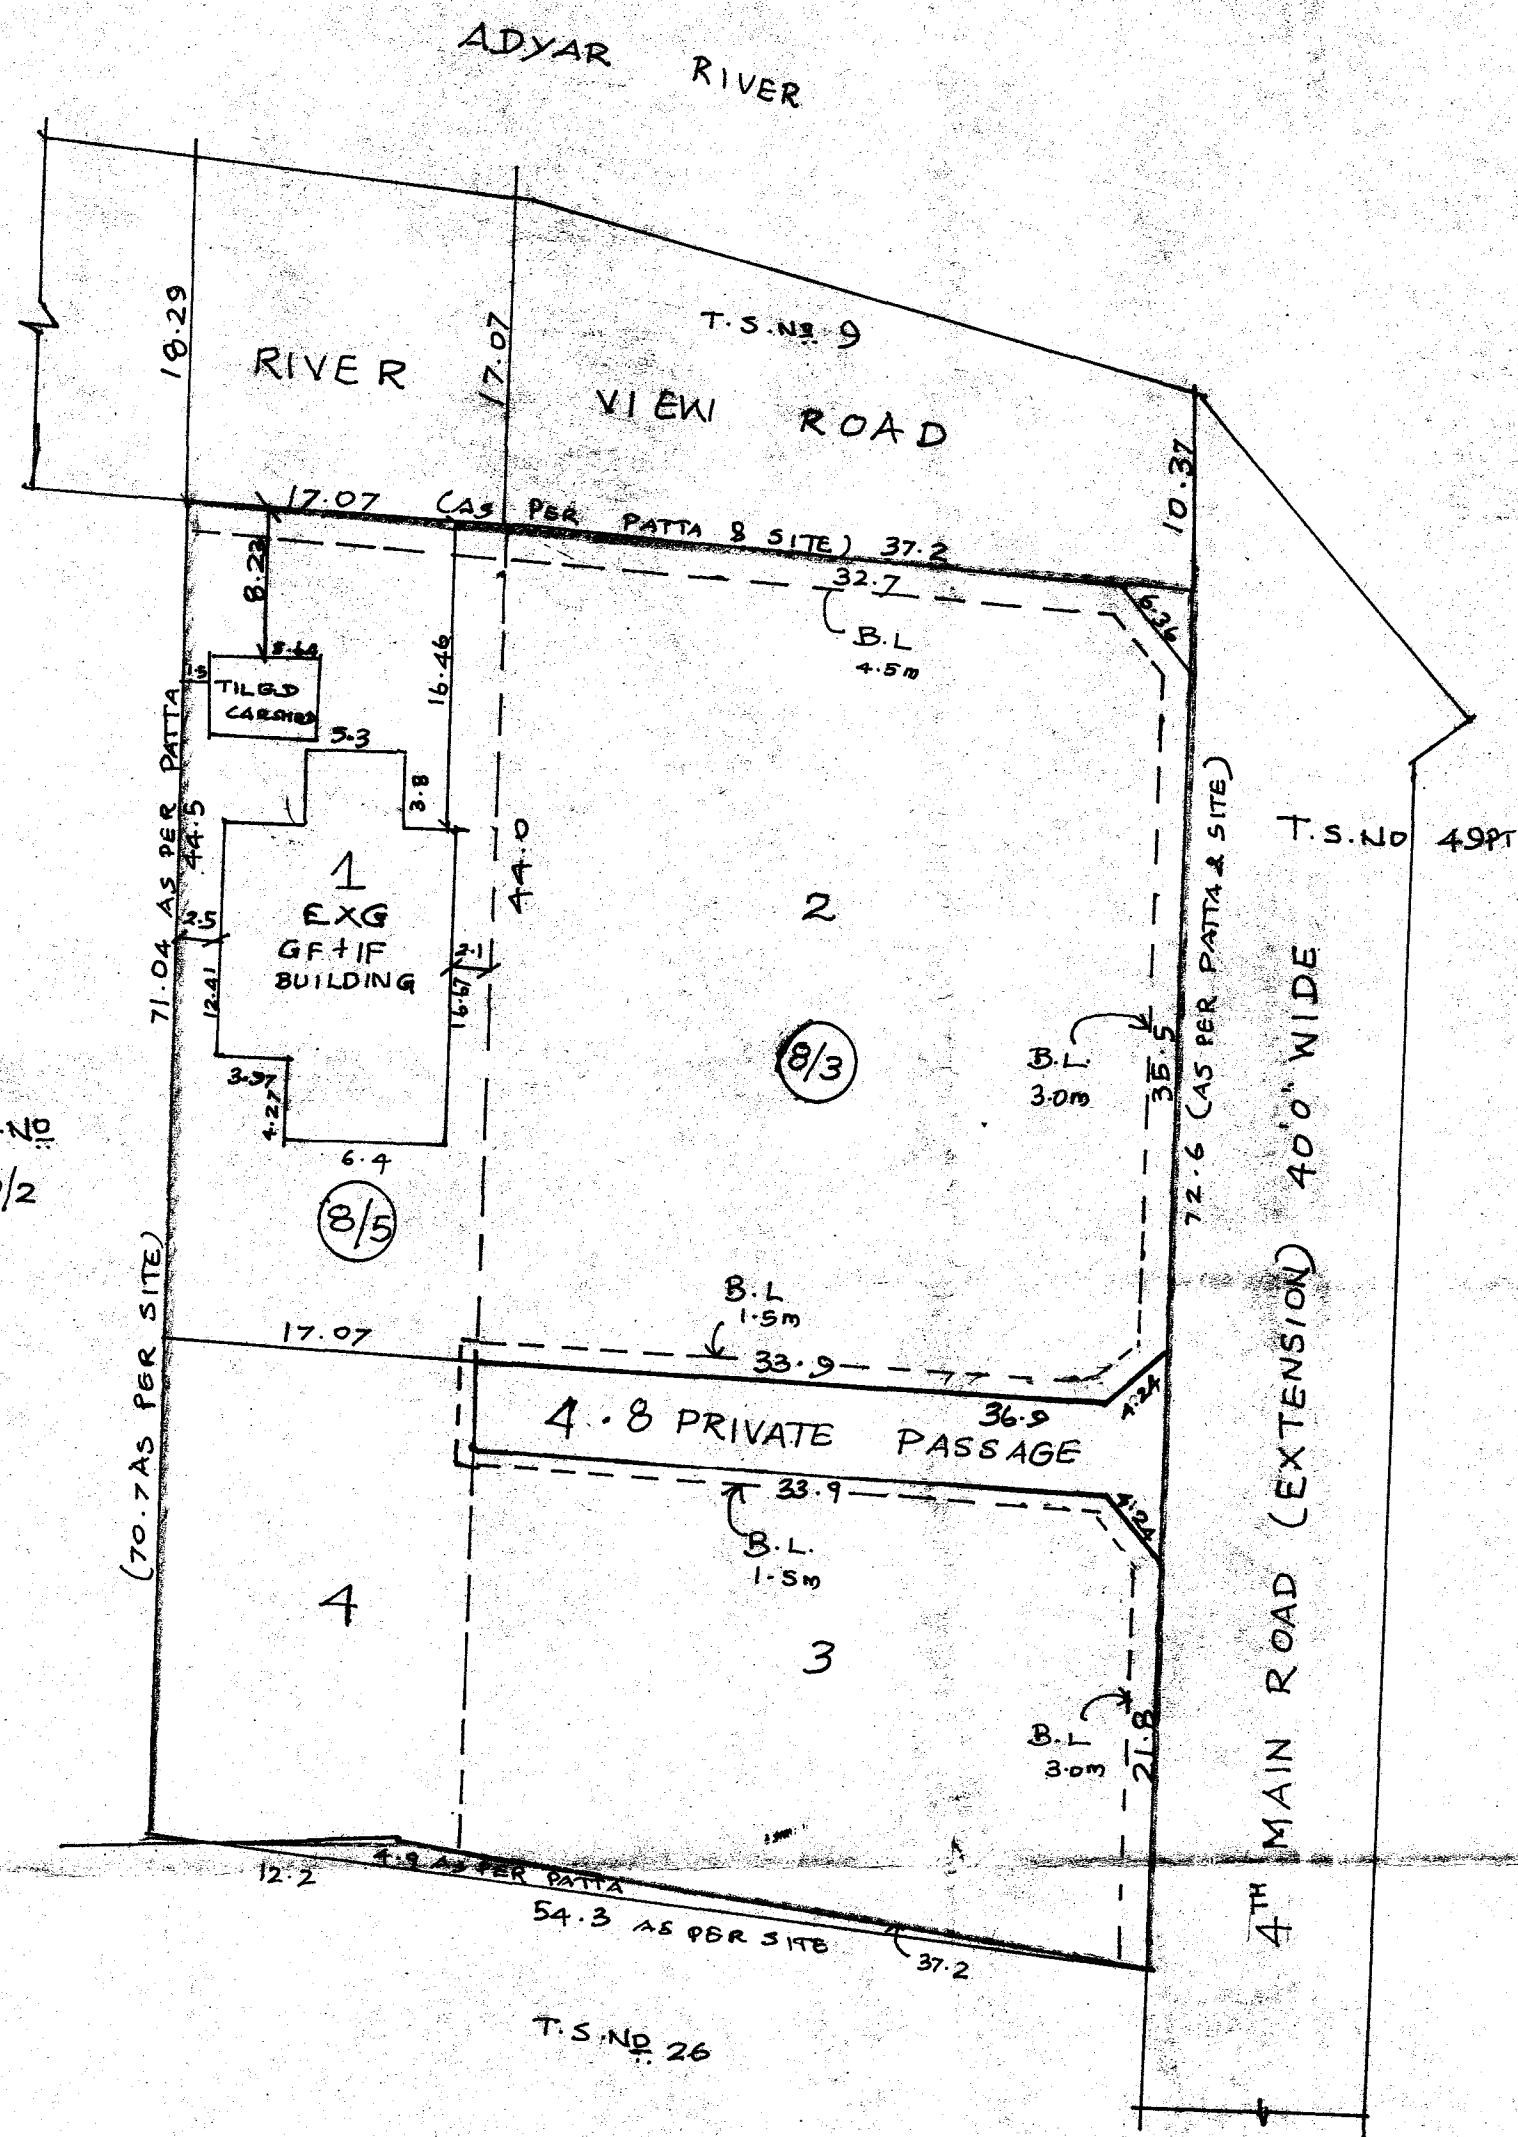 ADYAR RIVER
18.29
17.07
T.S.No 9
RIVER VIEW ROAD
10.37
17.07 (AS PER PATTA & SITE) 37.2
32.7
6.36
B.L
4.5m
8.23
16.46
1.5
TILED
5.3
3.8
71.04 AS PER PATTA
44.5
44.0
1
EXG
GF+1F
BUILDING
2.5
2.1
12.41
16.67
3.97
4.27
6.4
8/5
2
8/3
B.L.
3.0m
35.5
72.6 (AS PER PATTA & SITE)
T.S.NO 49PT
No
/2
(70.7 AS PER SITE)
17.07
B.L
1.5m
33.9
4.24
4.8 PRIVATE PASSAGE
36.9
33.9
4.24
B.L.
1.5m
4
3
B.L
3.0m
21.8
4TH MAIN ROAD (EXTENSION) 40'0" WIDE
12.2
4.9 AS PER PATTA
54.3 AS PER SITE
37.2
T.S.No 26